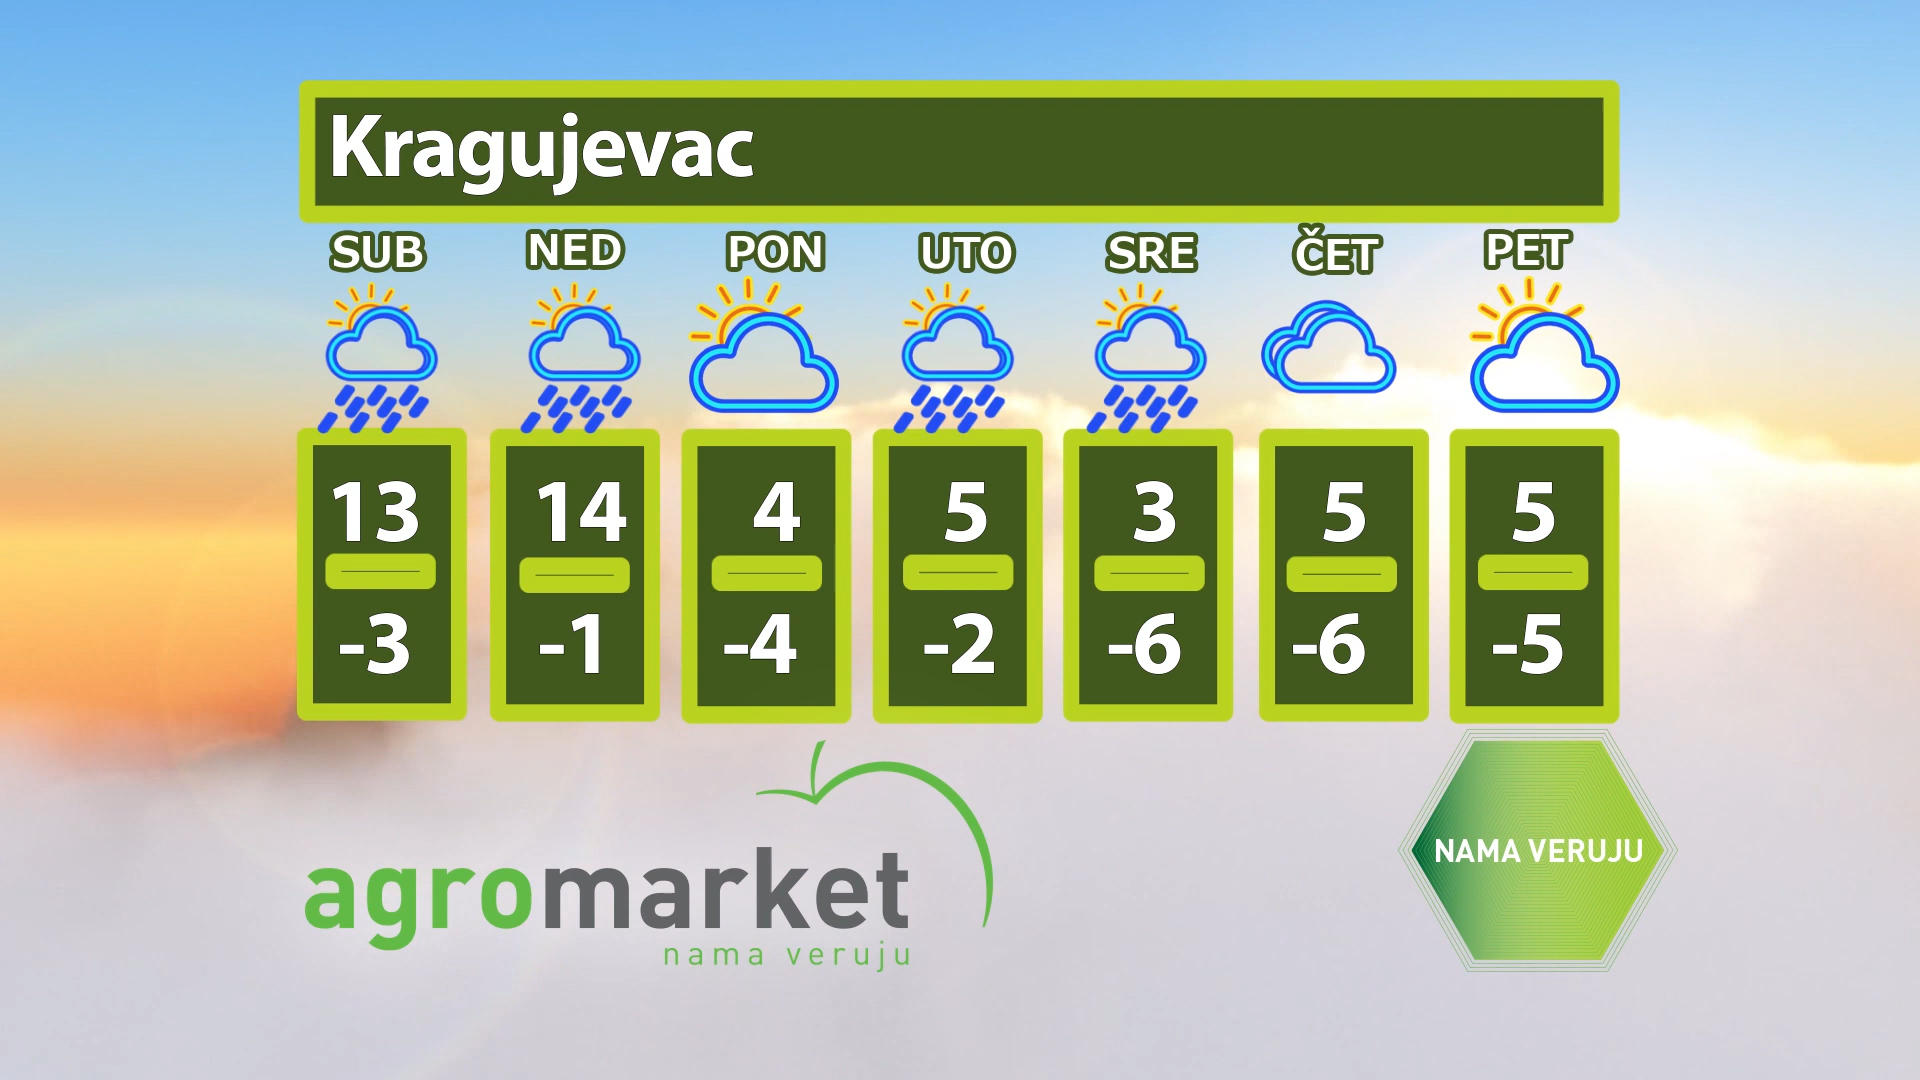 Kragujevac
SUB NED PON UTO SRE ČET PET
13 14 4 5 3 5 5
-3 -1 -4 -2 -6 -6 -5
agromarket
nama veruju
NAMA VERUJU